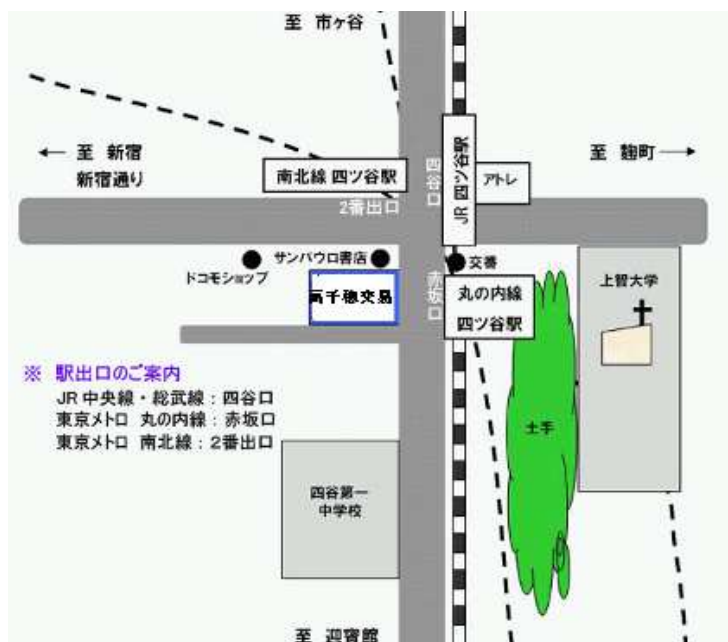 至 市ヶ谷
← 至 新宿
新宿通り
南北線 四ツ谷駅
四谷口
JR 四ツ谷駅
アトレ
至 麹町 →
2番出口
サンパウロ書店
ドコモショップ
高千穂交易
赤坂口
交番
丸の内線
四ツ谷駅
上智大学
※ 駅出口のご案内
JR 中央線・総武線：四谷口
東京メトロ 丸の内線：赤坂口
東京メトロ 南北線：2番出口
土手
四谷第一
中学校
至 迎賓館